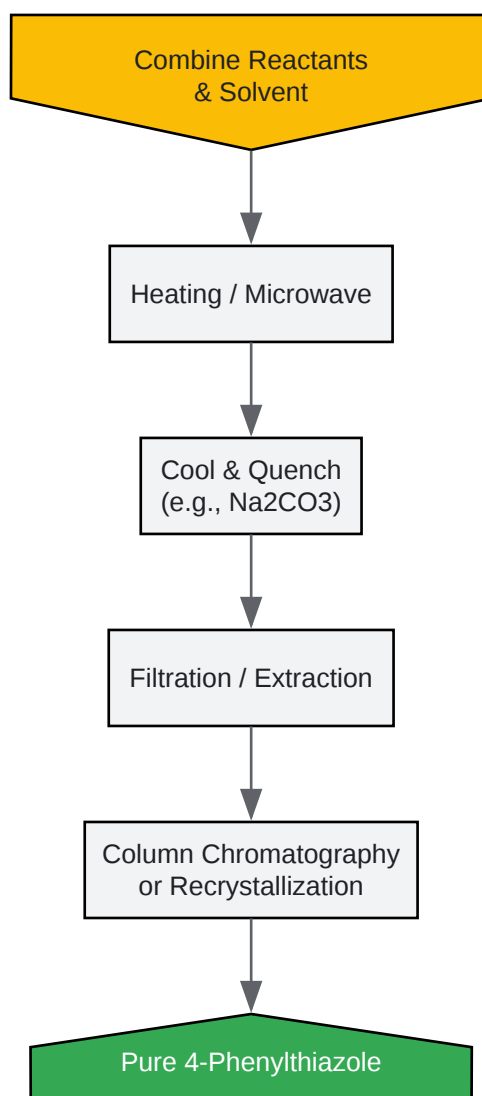 Combine Reactants
& Solvent
Heating / Microwave
Cool & Quench
(e.g., Na2CO3)
Filtration / Extraction
Column Chromatography
or Recrystallization
Pure 4-Phenylthiazole